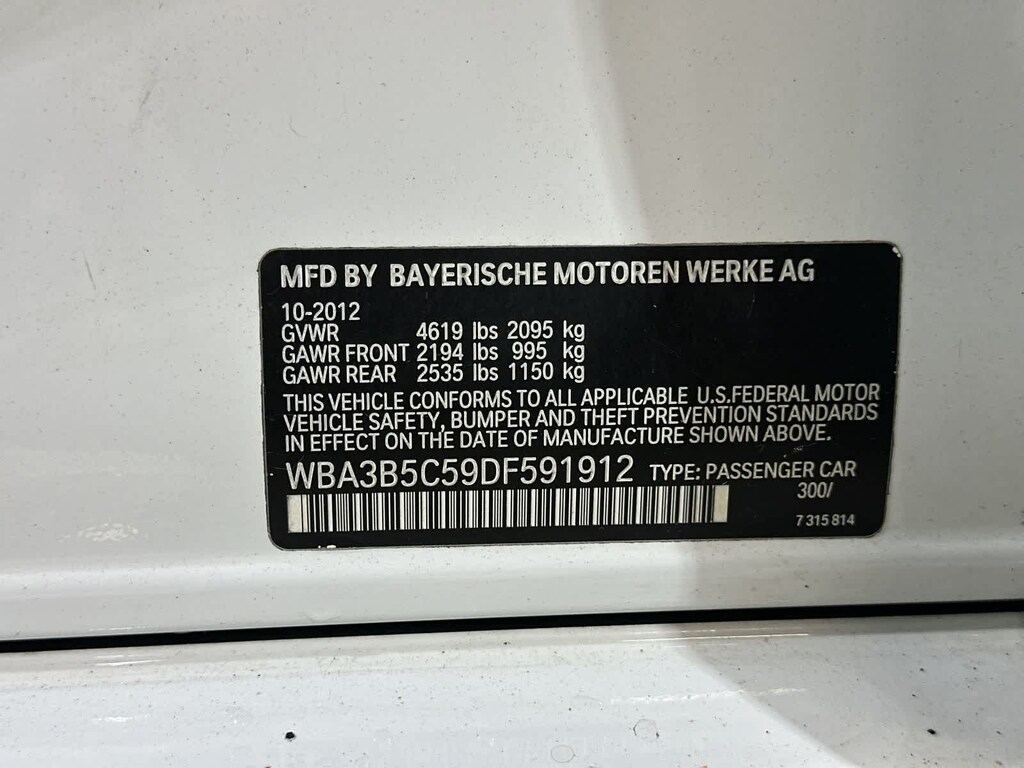 MFD BY BAYERISCHE MOTOREN WERKE AG
10-2012
GVWR 4619 lbs 2095 kg
GAWR FRONT 2194 lbs 995 kg
GAWR REAR 2535 lbs 1150 kg
THIS VEHICLE CONFORMS TO ALL APPLICABLE U.S.FEDERAL MOTOR
VEHICLE SAFETY, BUMPER AND THEFT PREVENTION STANDARDS
IN EFFECT ON THE DATE OF MANUFACTURE SHOWN ABOVE.
WBA3B5C59DF591912 TYPE: PASSENGER CAR
300/
7 315 814